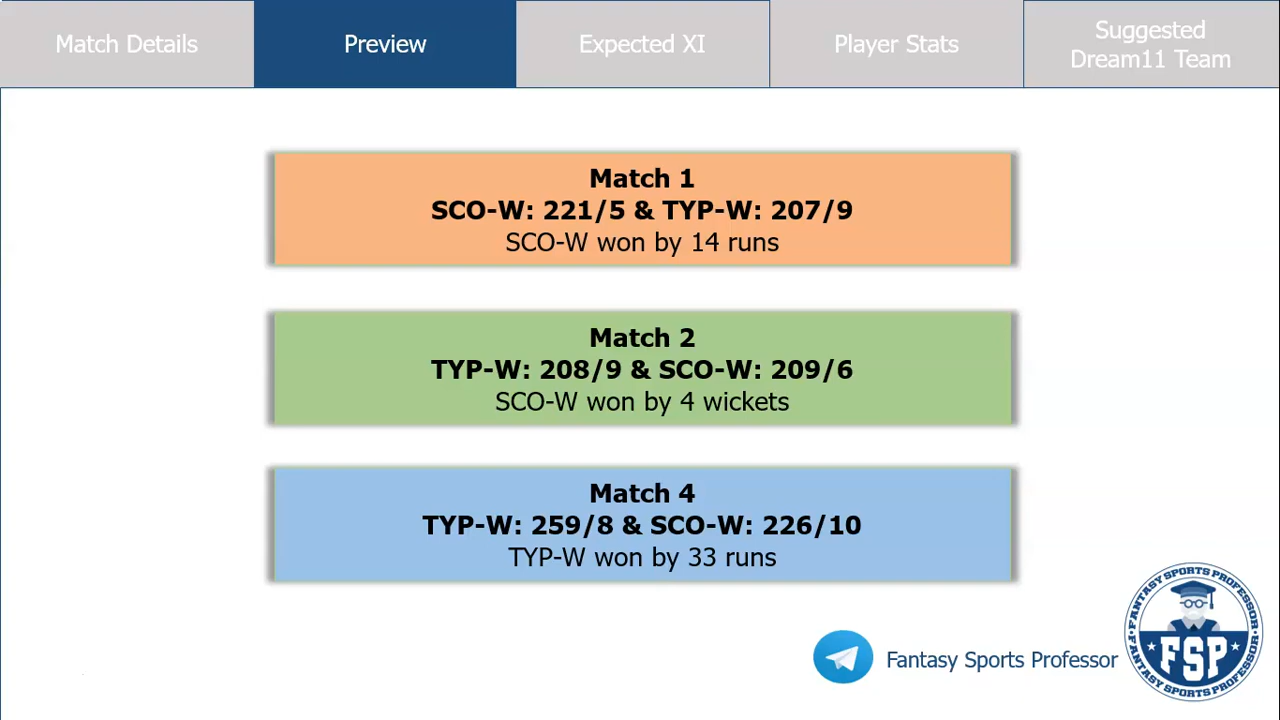 Match Details
Preview
Expected XI
Player Stats
Suggested
Dream11 Team
Match 1
SCO-W: 221/5 & TYP-W: 207/9
SCO-W won by 14 runs
Match 2
TYP-W: 208/9 & SCO-W: 209/6
SCO-W won by 4 wickets
Match 4
TYP-W: 259/8 & SCO-W: 226/10
TYP-W won by 33 runs
Fantasy Sports Professor
FANTASY SPORTS PROFESSOR
FSP
FANTASY SPORTS PROFESSOR